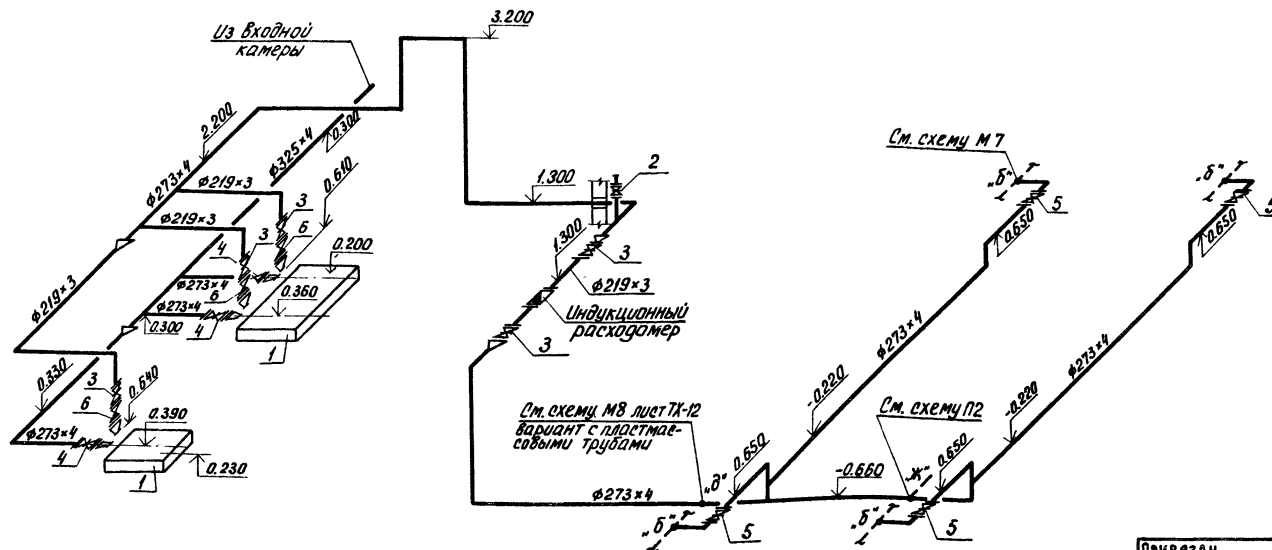 Из входной
камеры
3.200
2.200
ф273×4
ф325×4
0.300
0.610
ф219×3
ф219×3
3
3
4
6
6
0.200
0.360
ф273×4
ф273×4
0.300
4
1
ф219×3
0.330
3
6
0.640
0.390
ф273×4
4
0.230
1
1.300
2
1.300
3
ф219×3
Индукционный
расходомер
3
См. схему М8 лист ТХ-12
вариант с пластмас-
совыми трубами
ф273×4
„д"
0.650
„б" т
5
-0.660
См. схему П2
„ж"
0.650
„б" т
5
-0.220
ф273×4
-0.220
ф273×4
См. схему М7
„б" т
5
0.650
„б" т
5
0.650
Привязан